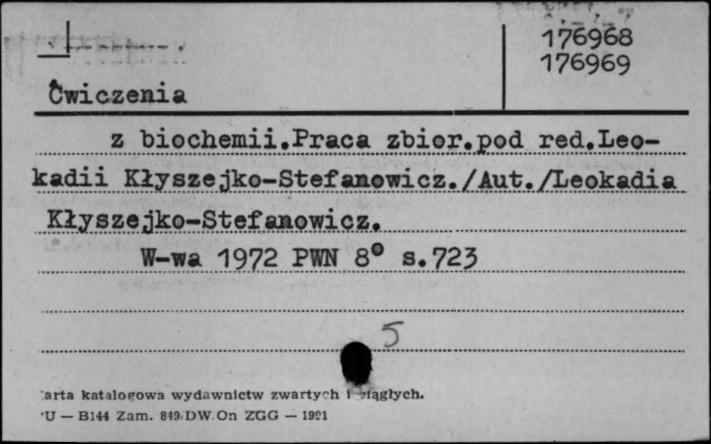 176968
176969
Ćwiczenia
z biochemii.Praca zbior.pod red.Leo-
kadii Kłyszejko-Stefanowicz./Aut./Leokadia
Kłyszejko-Stefanowicz.
W-wa 1972 PWN 8° s.723
5
arta katalogowa wydawnictw zwartych i ciągłych.
U — B144 Zam. 849 DW.On ZGG — 1991